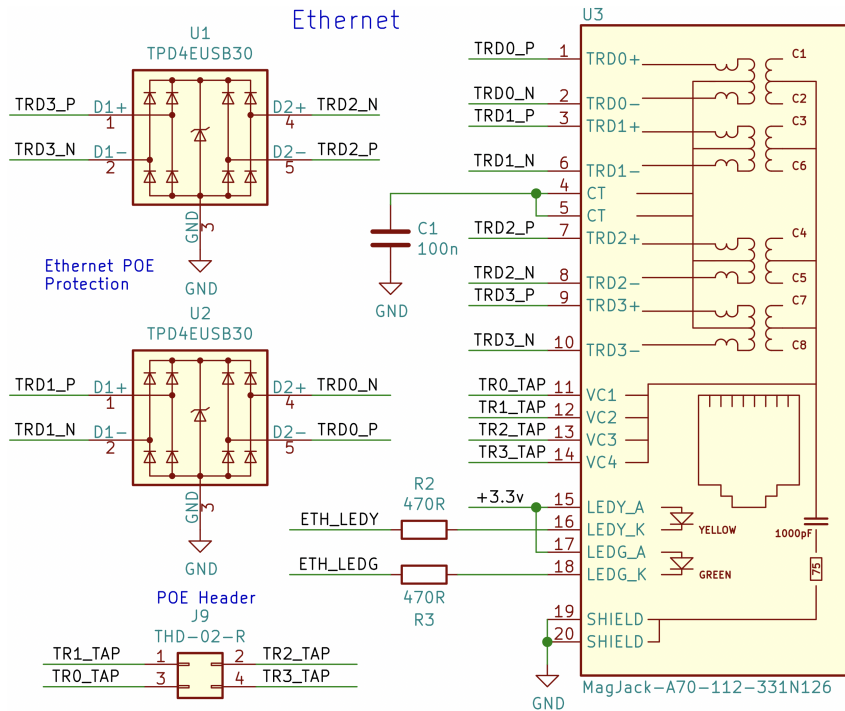 Ethernet
U1
TPD4EUSB30
TRD3_P
D1+
1
D2+
4
TRD2_N
TRD3_N
D1-
2
D2-
5
TRD2_P
GND
3
GND
Ethernet POE
Protection
U2
TPD4EUSB30
TRD1_P
D1+
1
D2+
4
TRD0_N
TRD1_N
D1-
2
D2-
5
TRD0_P
GND
3
GND
POE Header
J9
THD-02-R
TR1_TAP
1
2
TR2_TAP
TR0_TAP
3
4
TR3_TAP
C1
100n
GND
R2
470R
ETH_LEDY
ETH_LEDG
470R
R3
+3.3v
U3
TRD0_P
1
TRD0+
TRD0_N
2
TRD0-
TRD1_P
3
TRD1+
TRD1_N
6
TRD1-
4
CT
5
CT
TRD2_P
7
TRD2+
TRD2_N
8
TRD2-
TRD3_P
9
TRD3+
TRD3_N
10
TRD3-
TR0_TAP
11
VC1
TR1_TAP
12
VC2
TR2_TAP
13
VC3
TR3_TAP
14
VC4
15
LEDY_A
16
LEDY_K
17
LEDG_A
18
LEDG_K
19
SHIELD
20
SHIELD
GND
C1
C2
C3
C6
C4
C5
C7
C8
YELLOW
GREEN
1000pF
75
MagJack-A70-112-331N126